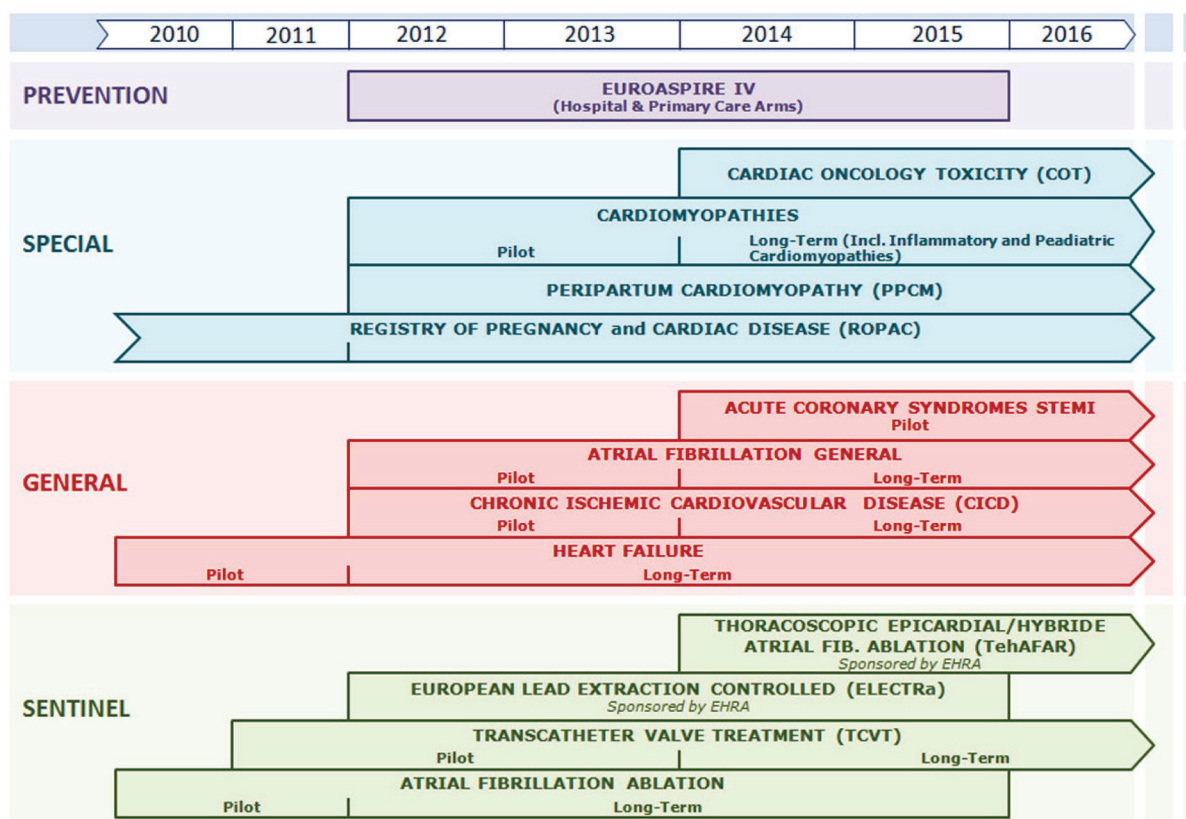 2010 2011 2012 2013 2014 2015 2016
PREVENTION
EUROASPIRE IV
(Hospital & Primary Care Arms)
SPECIAL
CARDIAC ONCOLOGY TOXICITY (COT)
CARDIOMYOPATHIES
Pilot
Long-Term (Incl. Inflammatory and Peadiatric
Cardiomyopathies)
PERIPARTUM CARDIOMYOPATHY (PPCM)
REGISTRY OF PREGNANCY and CARDIAC DISEASE (ROPAC)
GENERAL
ACUTE CORONARY SYNDROMES STEMI
Pilot
ATRIAL FIBRILLATION GENERAL
Pilot Long-Term
CHRONIC ISCHEMIC CARDIOVASCULAR DISEASE (CICD)
Pilot Long-Term
HEART FAILURE
Pilot Long-Term
SENTINEL
THORACOSCOPIC EPICARDIAL/HYBRIDE
ATRIAL FIB. ABLATION (TehAFAR)
Sponsored by EHRA
EUROPEAN LEAD EXTRACTION CONTROLLED (ELECTRa)
Sponsored by EHRA
TRANSCATHETER VALVE TREATMENT (TCVT)
Pilot Long-Term
ATRIAL FIBRILLATION ABLATION
Pilot Long-Term